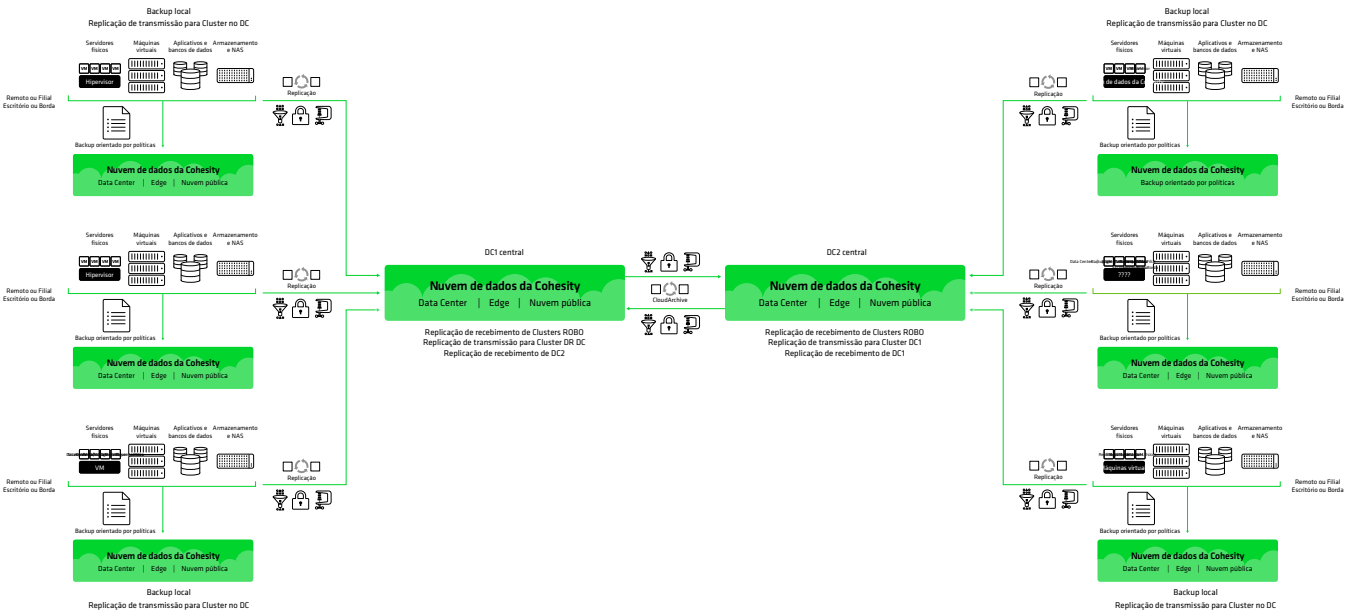 Backup local
Replicação de transmissão para Cluster no DC
Servidores físicos
Máquinas virtuais
Aplicativos e bancos de dados
Armazenamento e NAS
VM VM VM VM
Hipervisor
Remoto ou Filial
Escritório ou Borda
Replicação
Backup orientado por políticas
Nuvem de dados da Cohesity
Data Center | Edge | Nuvem pública
Servidores físicos
Máquinas virtuais
Aplicativos e bancos de dados
Armazenamento e NAS
VM VM VM VM
Hipervisor
Remoto ou Filial
Escritório ou Borda
Replicação
Backup orientado por políticas
Nuvem de dados da Cohesity
Data Center | Edge | Nuvem pública
Servidores físicos
Máquinas virtuais
Aplicativos e bancos de dados
Armazenamento e NAS
VM
Remoto ou Filial
Escritório ou Borda
Replicação
Backup orientado por políticas
Nuvem de dados da Cohesity
Data Center | Edge | Nuvem pública
Backup local
Replicação de transmissão para Cluster no DC
DC1 central
Nuvem de dados da Cohesity
Data Center | Edge | Nuvem pública
Replicação de recebimento de Clusters ROBO
Replicação de transmissão para Cluster DR DC
Replicação de recebimento de DC2
CloudArchive
DC2 central
Nuvem de dados da Cohesity
Data Center | Edge | Nuvem pública
Replicação de recebimento de Clusters ROBO
Replicação de transmissão para Cluster DC1
Replicação de recebimento de DC1
Backup local
Replicação de transmissão para Cluster no DC
Servidores físicos
Máquinas virtuais
Aplicativos e bancos de dados
Armazenamento e NAS
VM VM VM
de dados da
Remoto ou Filial
Escritório ou Borda
Replicação
Backup orientado por políticas
Nuvem de dados da Cohesity
Backup orientado por políticas
Servidores físicos
Máquinas virtuais
Aplicativos e bancos de dados
Armazenamento e NAS
????
Remoto ou Filial
Escritório ou Borda
Replicação
Backup orientado por políticas
Nuvem de dados da Cohesity
Data Center | Edge | Nuvem pública
Servidores físicos
Máquinas virtuais
Aplicativos e bancos de dados
Armazenamento e NAS
Remoto ou Filial
Escritório ou Borda
Replicação
Backup orientado por políticas
Nuvem de dados da Cohesity
Data Center | Edge | Nuvem pública
Backup local
Replicação de transmissão para Cluster no DC